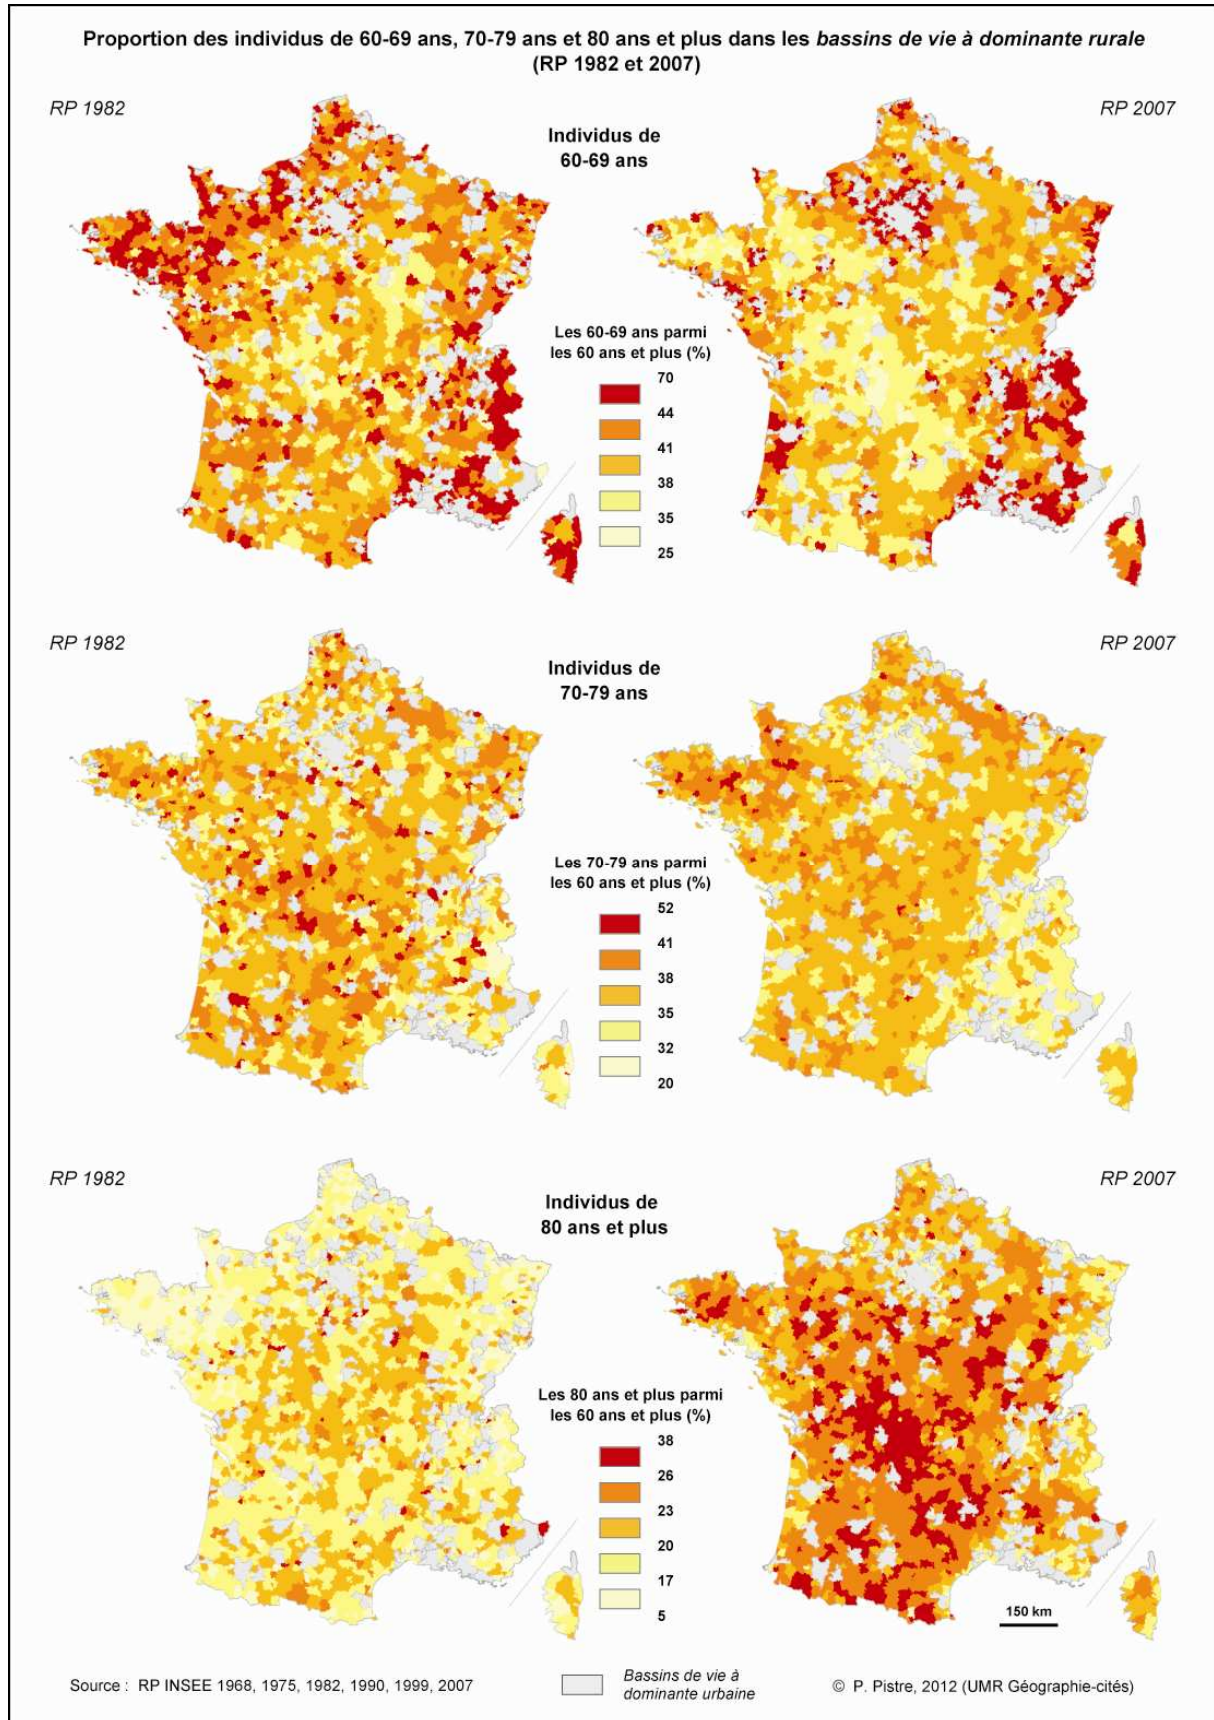 Proportion des individus de 60-69 ans, 70-79 ans et 80 ans et plus dans les bassins de vie à dominante rurale
(RP 1982 et 2007)
RP 1982
RP 2007
Individus de
60-69 ans
Les 60-69 ans parmi
les 60 ans et plus (%)
70
44
41
38
35
25
RP 1982
RP 2007
Individus de
70-79 ans
Les 70-79 ans parmi
les 60 ans et plus (%)
52
41
38
35
32
20
RP 1982
RP 2007
Individus de
80 ans et plus
Les 80 ans et plus parmi
les 60 ans et plus (%)
38
26
23
20
17
5
150 km
Source : RP INSEE 1968, 1975, 1982, 1990, 1999, 2007
Bassins de vie à
dominante urbaine
© P. Pistre, 2012 (UMR Géographie-cités)